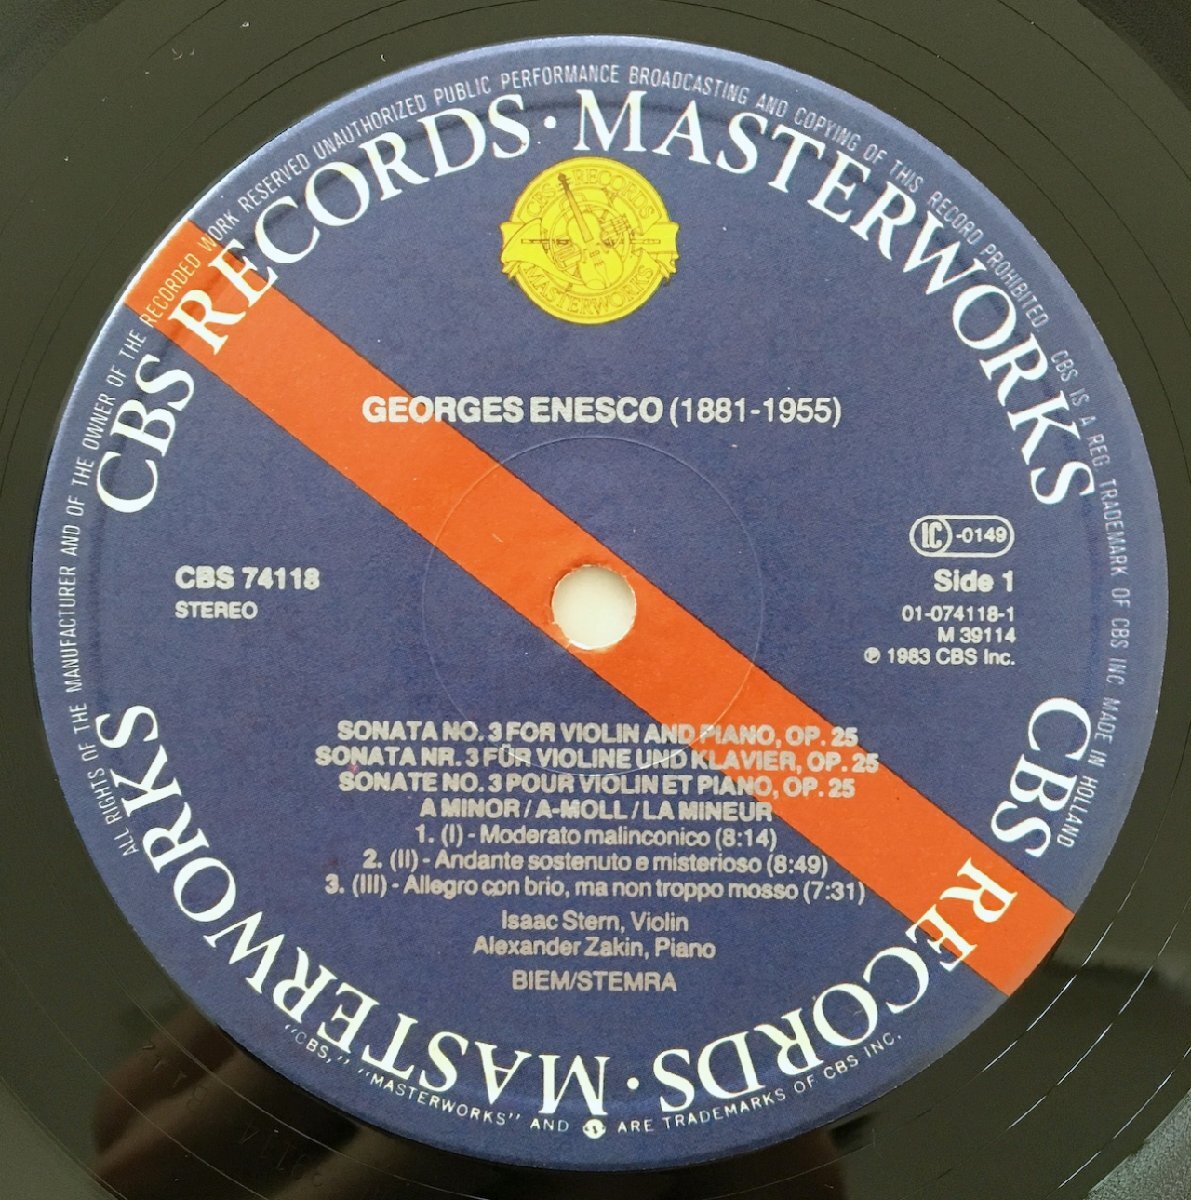 ALL RIGHTS OF THE MANUFACTURER AND OF THE OWNER OF THE RECORDED WORK RESERVED UNAUTHORIZED PUBLIC PERFORMANCE BROADCASTING AND COPYING OF THIS RECORD PROHIBITED. CBS IS A REG. TRADEMARK OF CBS INC MADE IN HOLLAND
CBS RECORDS · MASTERWORKS
CBS RECORDS
MASTERWORKS
GEORGES ENESCO (1881-1955)
LC -0149
CBS 74118
STEREO
Side 1
01-074118-1
M 39114
℗ 1983 CBS Inc.
SONATA NO. 3 FOR VIOLIN AND PIANO, OP. 25
SONATA NR. 3 FÜR VIOLINE UND KLAVIER, OP. 25
SONATE NO. 3 POUR VIOLIN ET PIANO, OP. 25
A MINOR / A-MOLL / LA MINEUR
1. (I) - Moderato malinconico (8:14)
2. (II) - Andante sostenuto e misterioso (8:49)
3. (III) - Allegro con brio, ma non troppo mosso (7:31)
Isaac Stern, Violin
Alexander Zakin, Piano
BIEM/STEMRA
CBS RECORDS · MASTERWORKS
"CBS," "MASTERWORKS" AND ARE TRADEMARKS OF CBS INC.